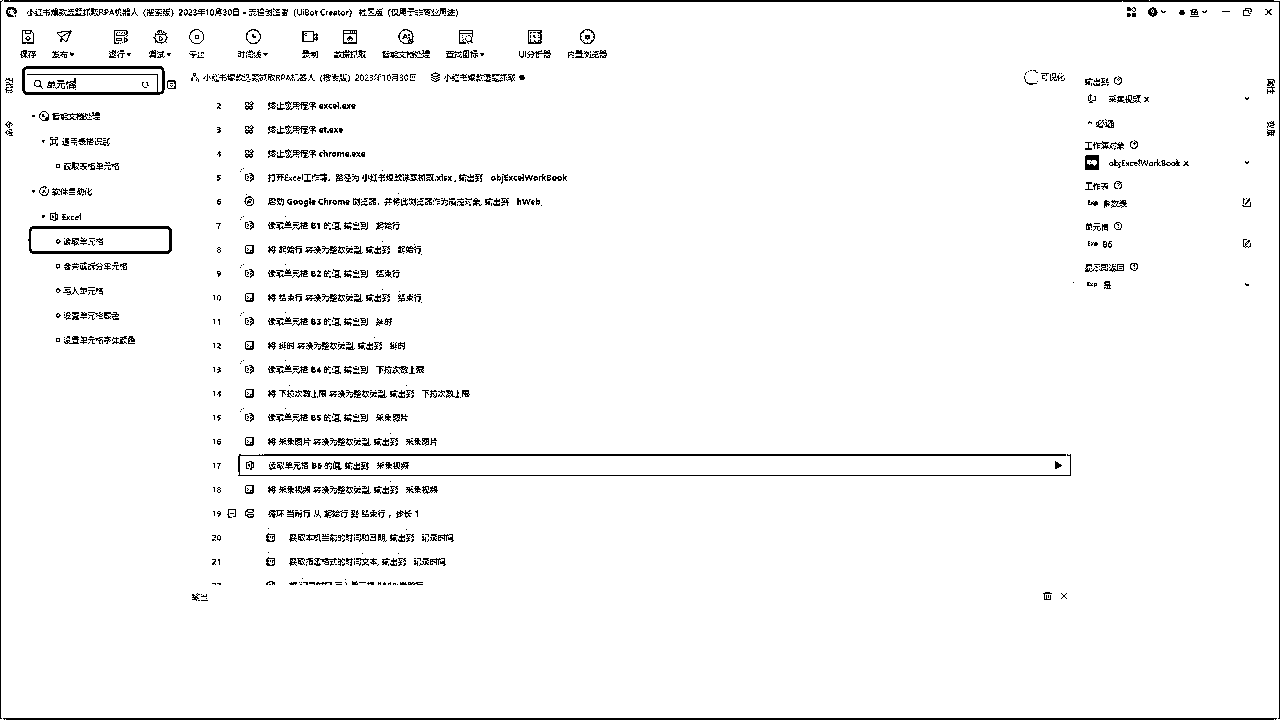 小红书爆款选题抓取RPA机器人（搜索版）2023年10月30日 - 流程创造者（UiBot Creator） 社区版（仅用于非商业用途）
保存 发布 运行 调试 停止 时间线 录制 数据抓取 智能文档处理 查找图标 UI分析器 内置浏览器
单元格
小红书爆款选题抓取RPA机器人（搜索版）2023年10月30日 小红书爆款选题抓取
可视化
智能文档处理
通用表格识别
获取表格单元格
软件自动化
Excel
读取单元格
合并或拆分单元格
写入单元格
设置单元格颜色
设置单元格字体颜色
2 终止应用程序 excel.exe
3 终止应用程序 et.exe
4 终止应用程序 chrome.exe
5 打开Excel工作簿，路径为 小红书爆款选题抓取.xlsx , 输出到 objExcelWorkBook
6 启动 Google Chrome 浏览器，并将此浏览器作为操控对象, 输出到 hWeb
7 读取单元格 B1 的值, 输出到 起始行
8 将 起始行 转换为整数类型, 输出到 起始行
9 读取单元格 B2 的值, 输出到 结束行
10 将 结束行 转换为整数类型, 输出到 结束行
11 读取单元格 B3 的值, 输出到 延时
12 将 延时 转换为整数类型, 输出到 延时
13 读取单元格 B4 的值, 输出到 下拉次数上限
14 将 下拉次数上限 转换为整数类型, 输出到 下拉次数上限
15 读取单元格 B5 的值, 输出到 采集图片
16 将 采集图片 转换为整数类型, 输出到 采集图片
17 读取单元格 B6 的值, 输出到 采集视频
18 将 采集视频 转换为整数类型, 输出到 采集视频
19 循环 当前行 从 起始行 到 结束行 ，步长 1
20 获取本机当前的时间和日期, 输出到 记录时间
21 获取指定格式的时间文本, 输出到 记录时间
输出
输出到
采集视频 x
必选
工作簿对象
Exp objExcelWorkBook x
工作表
Exp 参数表
单元格
Exp B6
显示即返回
Exp 是